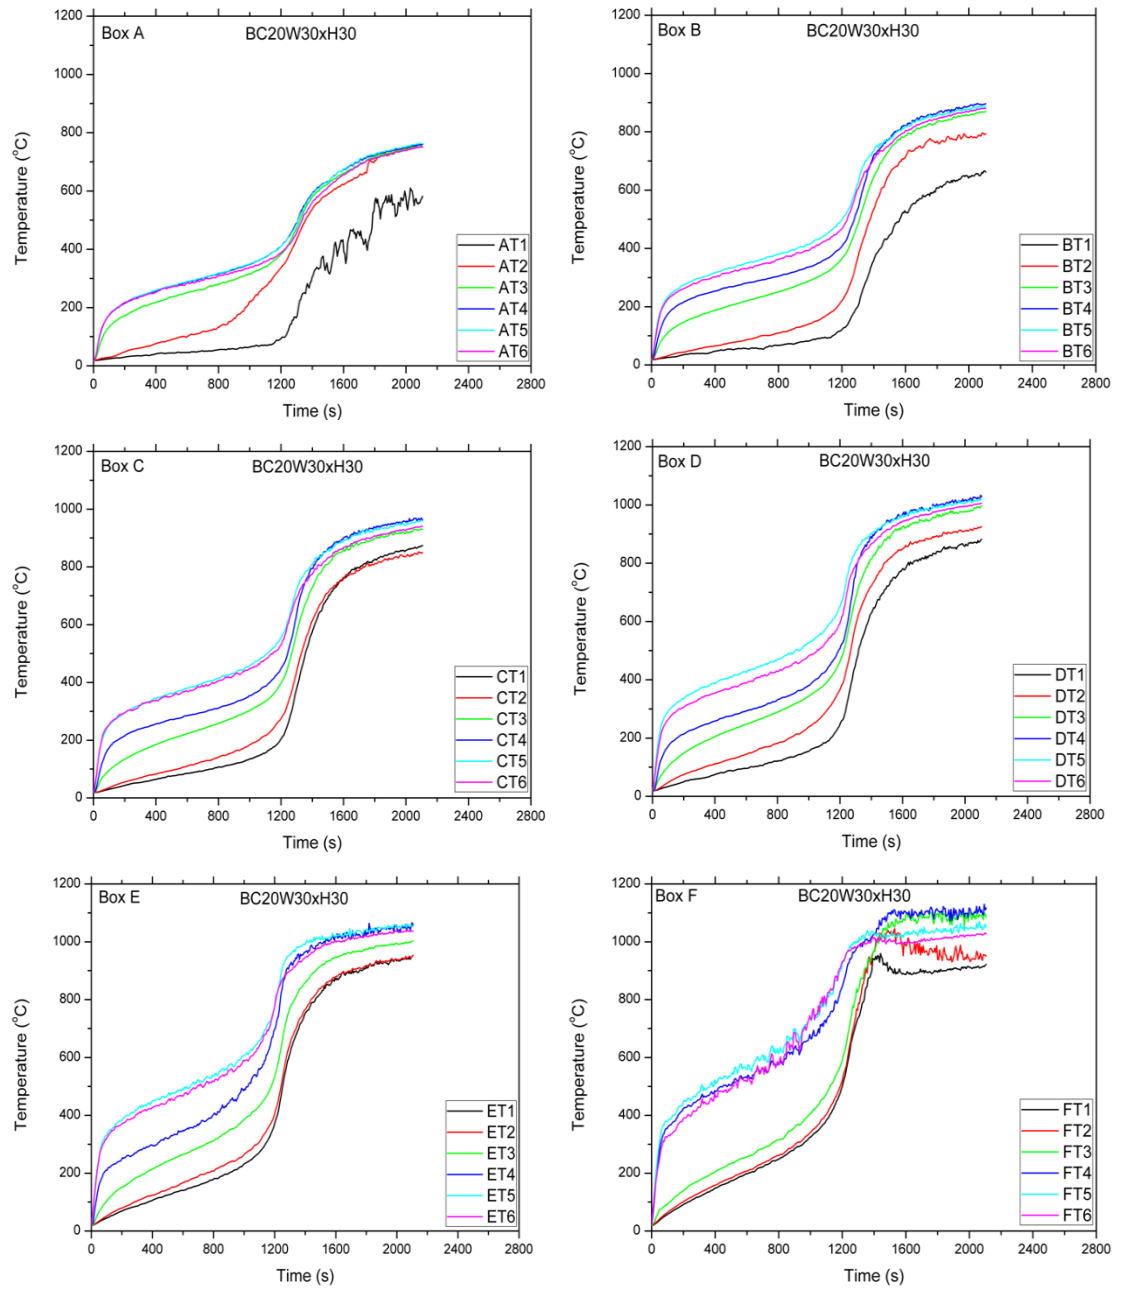 Box A BC20W30xH30
Temperature (°C)
1200
1000
800
600
400
200
0
AT1
AT2
AT3
AT4
AT5
AT6
0 400 800 1200 1600 2000 2400 2800
Time (s)
Box B BC20W30xH30
Temperature (°C)
1200
1000
800
600
400
200
0
BT1
BT2
BT3
BT4
BT5
BT6
0 400 800 1200 1600 2000 2400 2800
Time (s)
Box C BC20W30xH30
Temperature (°C)
1200
1000
800
600
400
200
0
CT1
CT2
CT3
CT4
CT5
CT6
0 400 800 1200 1600 2000 2400 2800
Time (s)
Box D BC20W30xH30
Temperature (°C)
1200
1000
800
600
400
200
0
DT1
DT2
DT3
DT4
DT5
DT6
0 400 800 1200 1600 2000 2400 2800
Time (s)
Box E BC20W30xH30
Temperature (°C)
1200
1000
800
600
400
200
0
ET1
ET2
ET3
ET4
ET5
ET6
0 400 800 1200 1600 2000 2400 2800
Time (s)
Box F BC20W30xH30
Temperature (°C)
1200
1000
800
600
400
200
0
FT1
FT2
FT3
FT4
FT5
FT6
0 400 800 1200 1600 2000 2400 2800
Time (s)